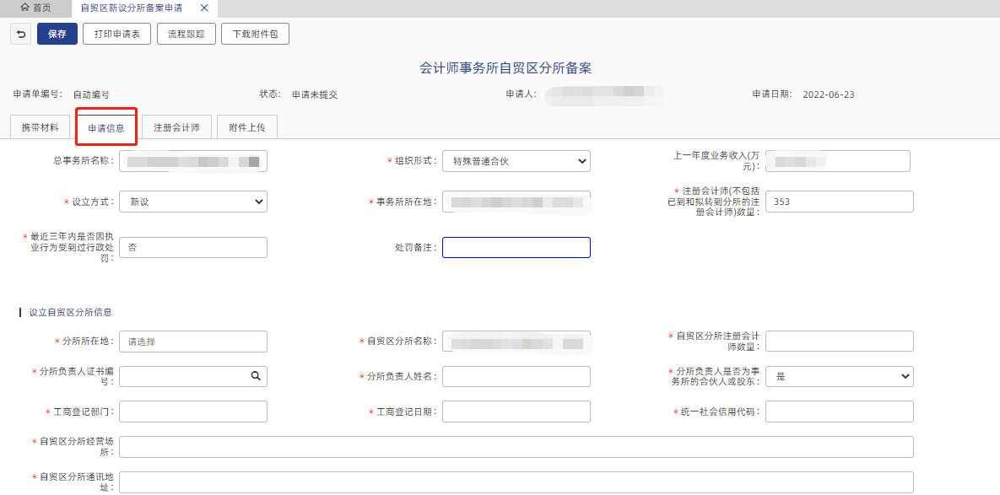 首页
自贸区新设分所备案申请
保存
打印申请表
流程跟踪
下载附件包
会计师事务所自贸区分所备案
申请单编号：
自动编号
状态：
申请未提交
申请人：
申请日期：
2022-06-23
携带材料
申请信息
注册会计师
附件上传
总事务所名称：
* 组织形式：
特殊普通合伙
上一年度业务收入(万
元)：
* 设立方式：
新设
* 事务所所在地：
* 注册会计师(不包括
已到和拟转到分所的注
册会计师)数量：
353
* 最近三年内是否因执
业行为受到过行政处
罚：
否
处罚备注：
设立自贸区分所信息
* 分所所在地：
请选择
* 自贸区分所名称：
* 自贸区分所注册会计
师数量：
* 分所负责人证书编
号：
* 分所负责人姓名：
* 分所负责人是否为事
务所的合伙人或股东：
是
* 工商登记部门：
* 工商登记日期：
* 统一社会信用代码：
* 自贸区分所经营场
所：
* 自贸区分所通讯地
址：